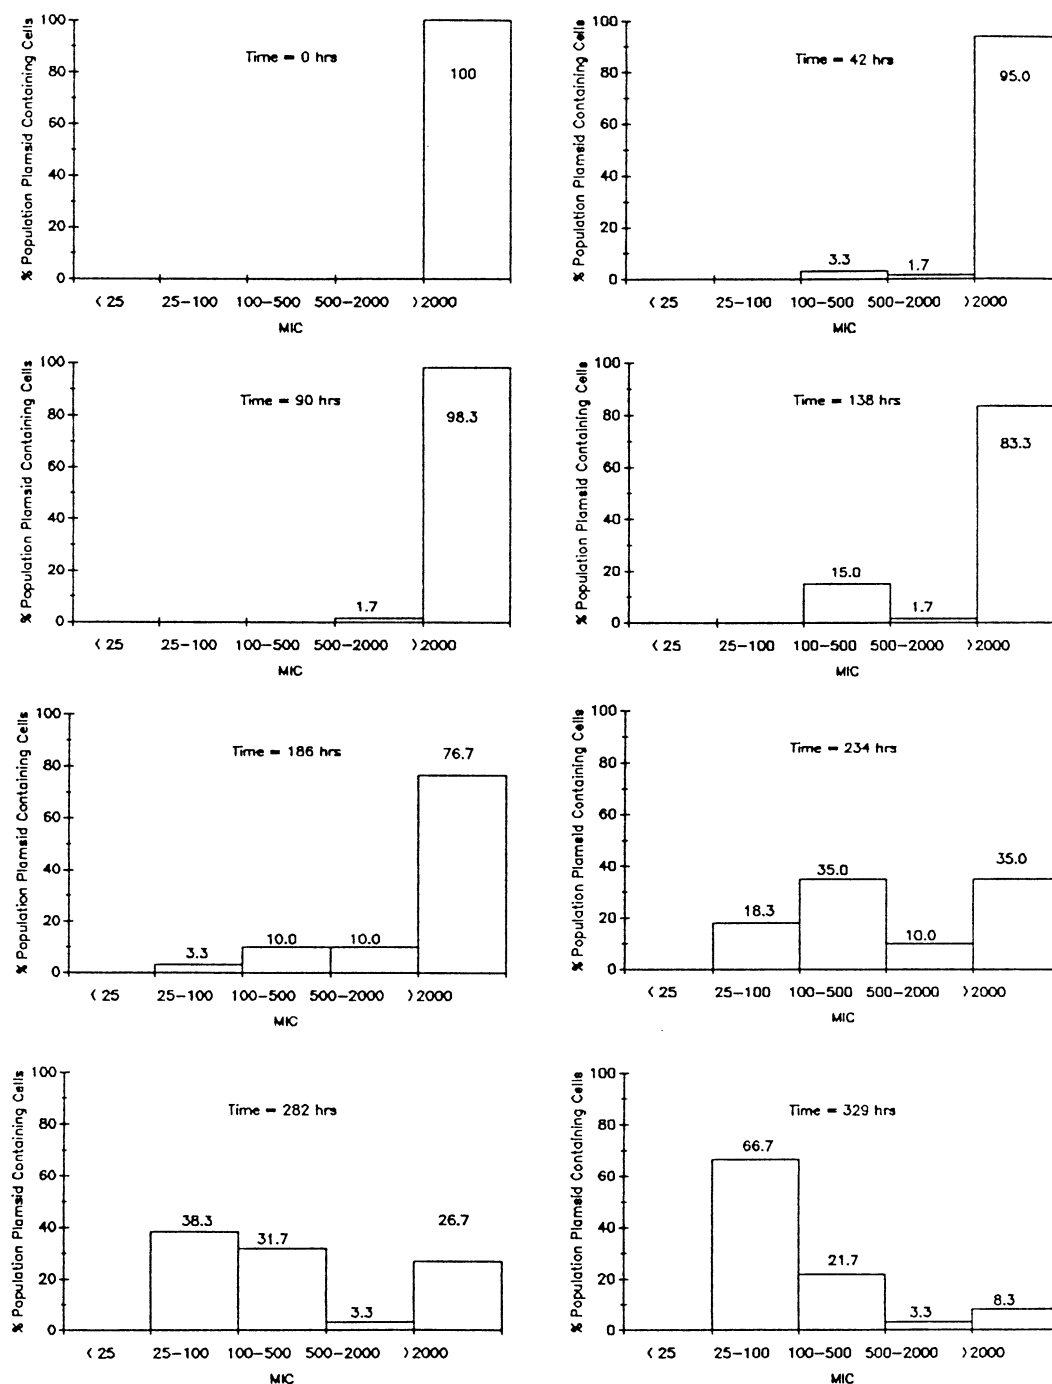 % Population Plamsid Containing Cells
100
80
60
40
20
0
Time = 0 hrs
100
< 25 25-100 100-500 500-2000 >2000
MIC
% Population Plamsid Containing Cells
100
80
60
40
20
0
Time = 42 hrs
95.0
3.3
1.7
< 25 25-100 100-500 500-2000 >2000
MIC
% Population Plamsid Containing Cells
100
80
60
40
20
0
Time = 90 hrs
98.3
1.7
< 25 25-100 100-500 500-2000 >2000
MIC
% Population Plamsid Containing Cells
100
80
60
40
20
0
Time = 138 hrs
83.3
15.0
1.7
< 25 25-100 100-500 500-2000 >2000
MIC
% Population Plamsid Containing Cells
100
80
60
40
20
0
Time = 186 hrs
76.7
3.3
10.0
10.0
< 25 25-100 100-500 500-2000 >2000
MIC
% Population Plamsid Containing Cells
100
80
60
40
20
0
Time = 234 hrs
18.3
35.0
10.0
35.0
< 25 25-100 100-500 500-2000 >2000
MIC
% Population Plamsid Containing Cells
100
80
60
40
20
0
Time = 282 hrs
38.3
31.7
3.3
26.7
< 25 25-100 100-500 500-2000 >2000
MIC
% Population Plamsid Containing Cells
100
80
60
40
20
0
Time = 329 hrs
66.7
21.7
3.3
8.3
< 25 25-100 100-500 500-2000 >2000
MIC